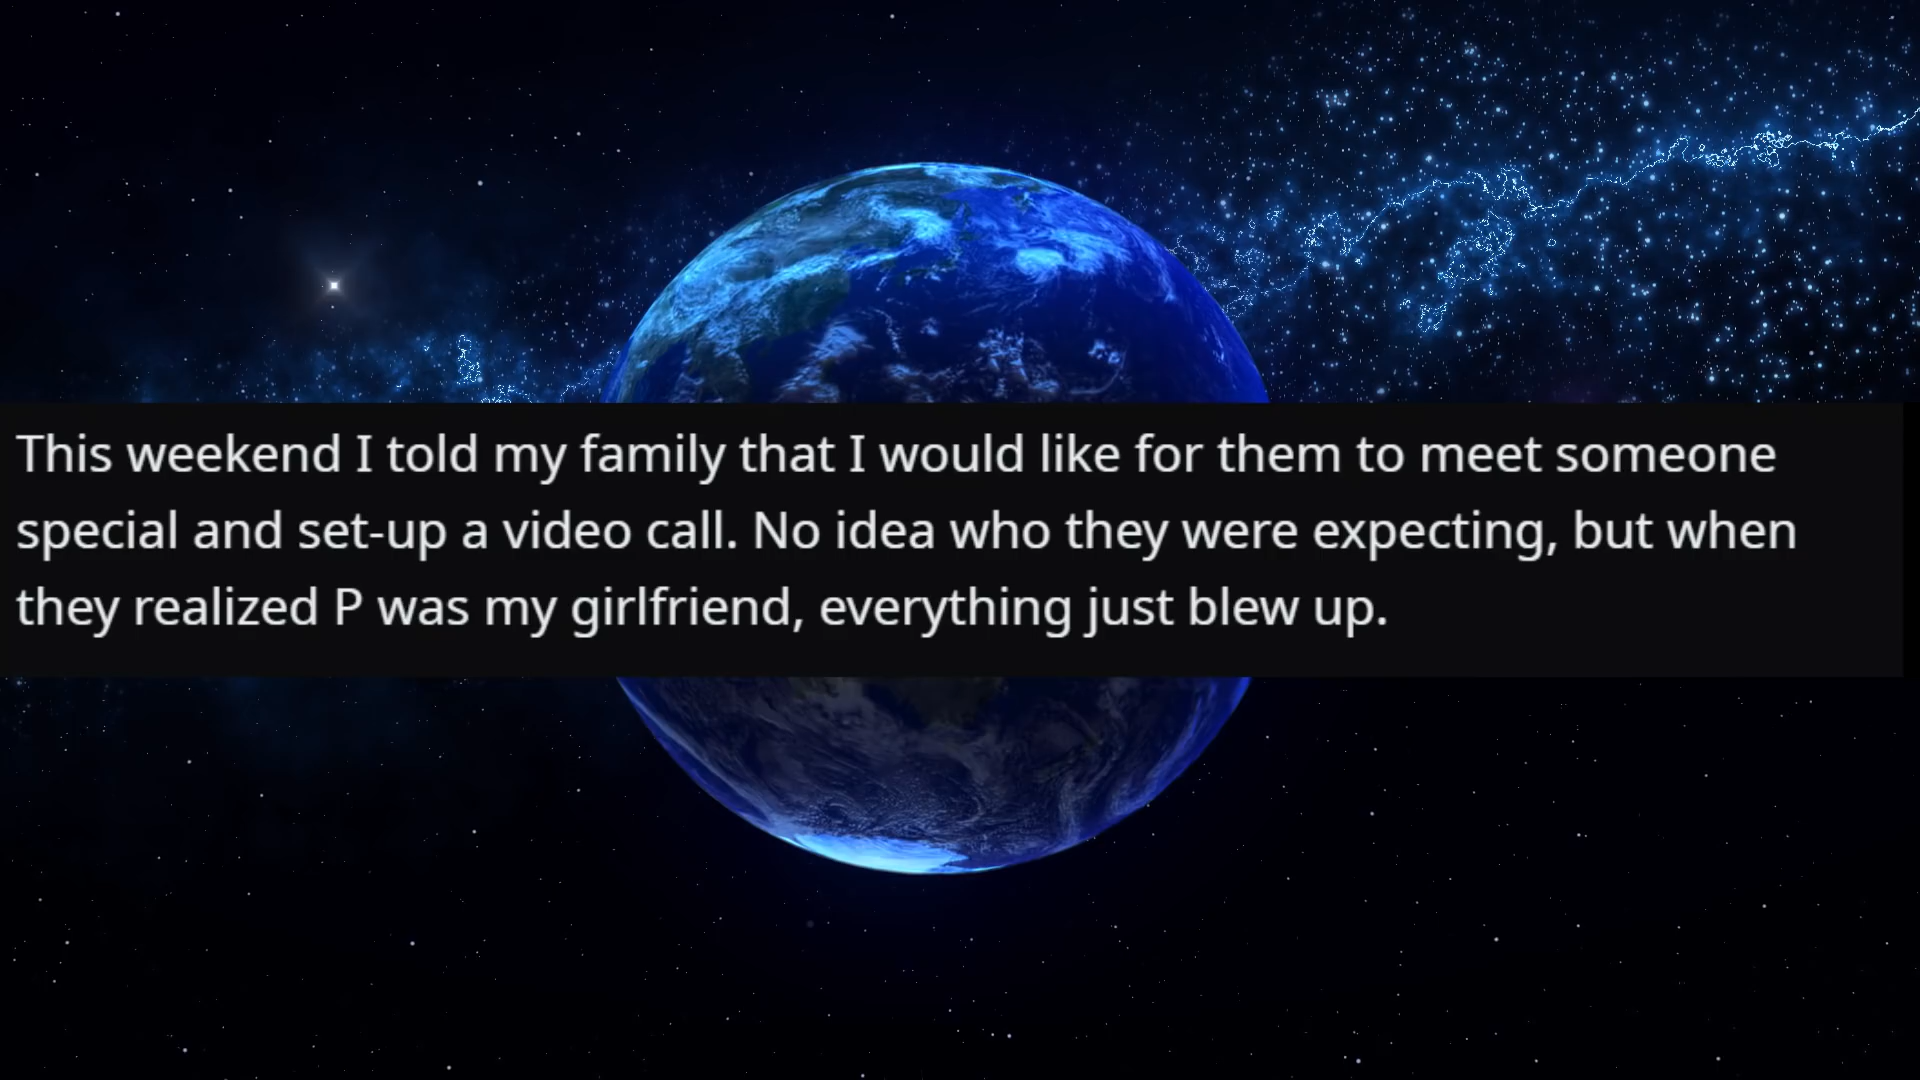 This weekend I told my family that I would like for them to meet someone
special and set-up a video call. No idea who they were expecting, but when
they realized P was my girlfriend, everything just blew up.